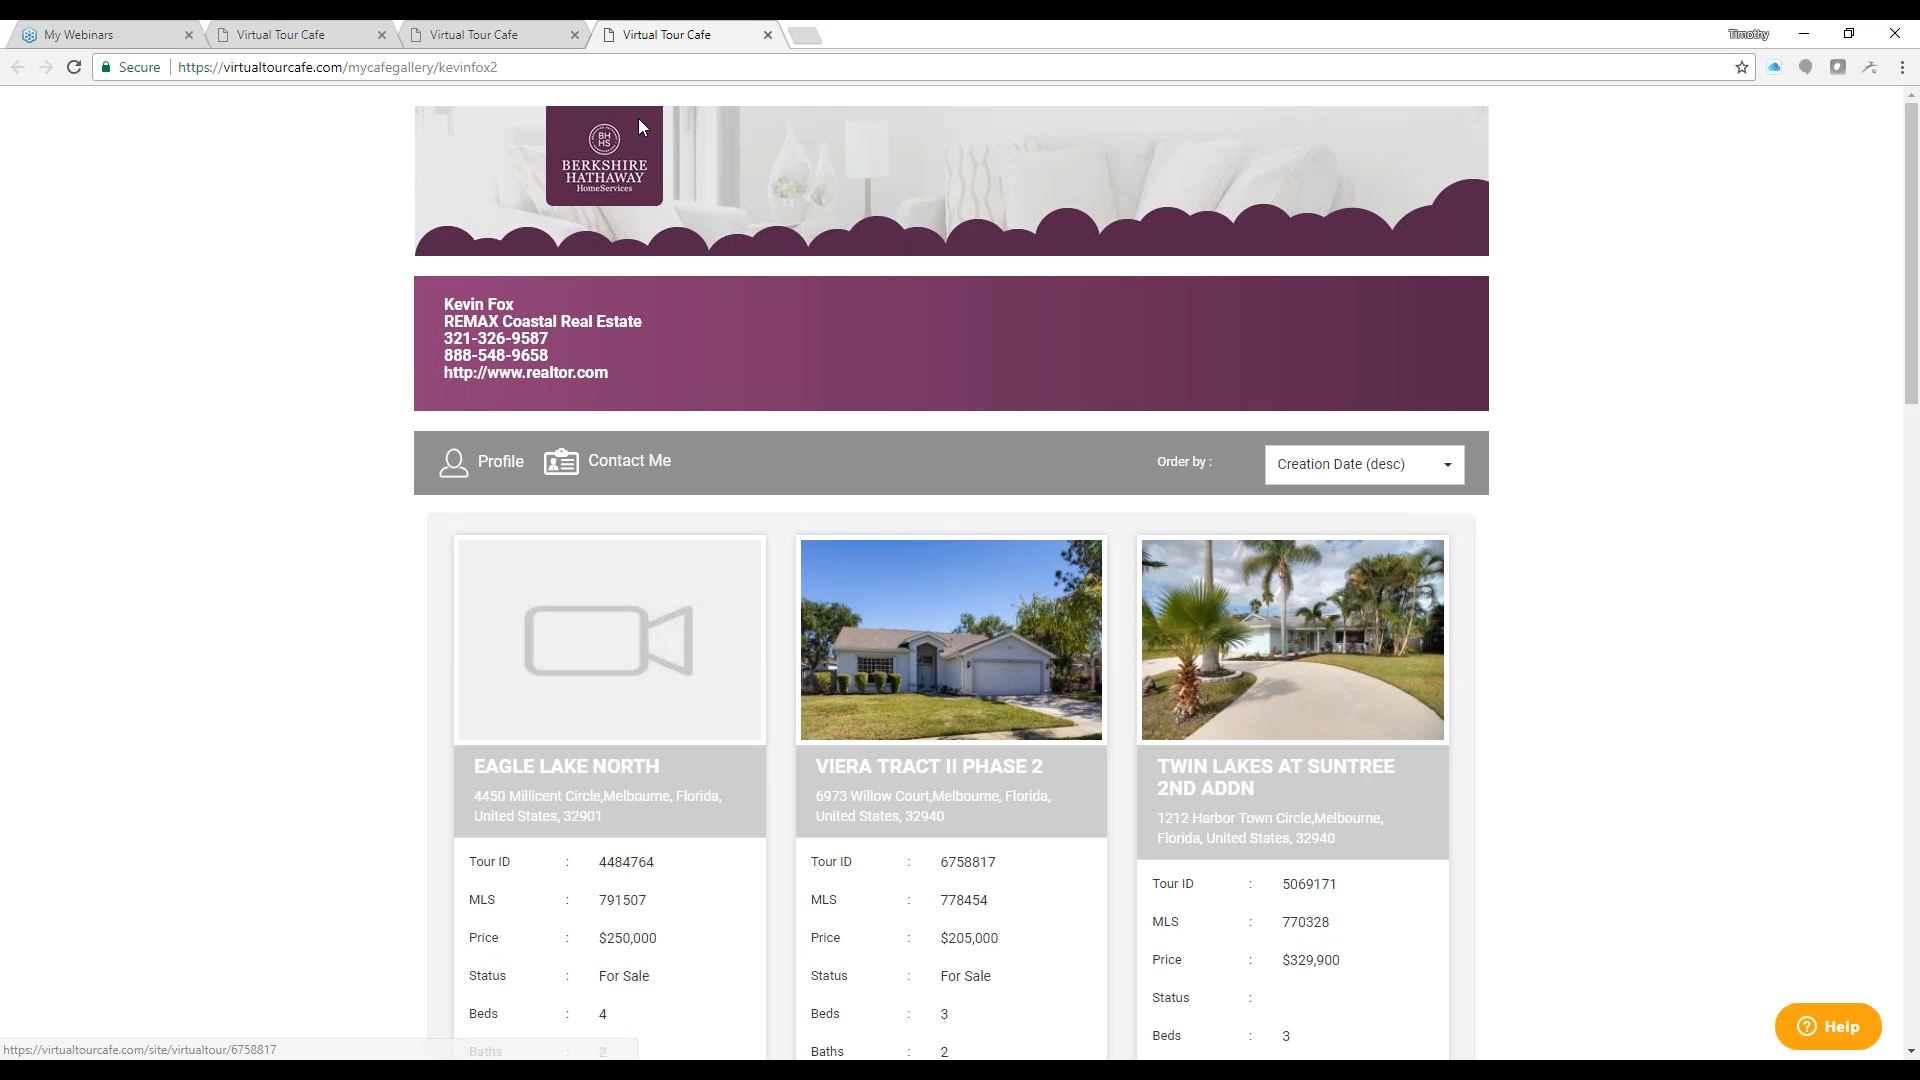 My Webinars
Virtual Tour Cafe
Virtual Tour Cafe
Virtual Tour Cafe
Timothy
Secure
https://virtualtourcafe.com/mycafegallery/kevinfox2
BH
HS
BERKSHIRE
HATHAWAY
HomeServices
Kevin Fox
REMAX Coastal Real Estate
321-326-9587
888-548-9658
http://www.realtor.com
Profile
Contact Me
Order by :
Creation Date (desc)
EAGLE LAKE NORTH
4450 Millicent Circle,Melbourne, Florida,
United States, 32901
Tour ID : 4484764
MLS : 791507
Price : $250,000
Status : For Sale
Beds : 4
Baths : 2
VIERA TRACT II PHASE 2
6973 Willow Court,Melbourne, Florida,
United States, 32940
Tour ID : 6758817
MLS : 778454
Price : $205,000
Status : For Sale
Beds : 3
Baths : 2
TWIN LAKES AT SUNTREE
2ND ADDN
1212 Harbor Town Circle,Melbourne,
Florida, United States, 32940
Tour ID : 5069171
MLS : 770328
Price : $329,900
Status :
Beds : 3
Help
https://virtualtourcafe.com/site/virtualtour/6758817